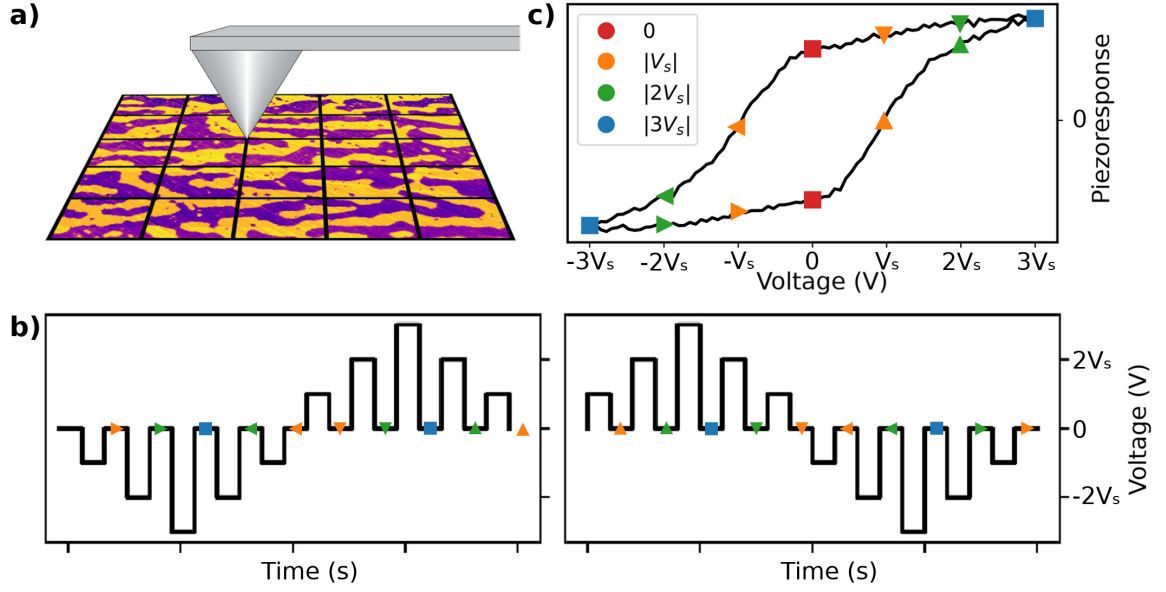 a)
c)
0
|Vₛ|
|2Vₛ|
|3Vₛ|
0
Piezoresponse
-3Vₛ -2Vₛ -Vₛ 0 Vₛ 2Vₛ 3Vₛ
Voltage (V)
b)
2Vₛ
0
-2Vₛ
Voltage (V)
Time (s)
Time (s)